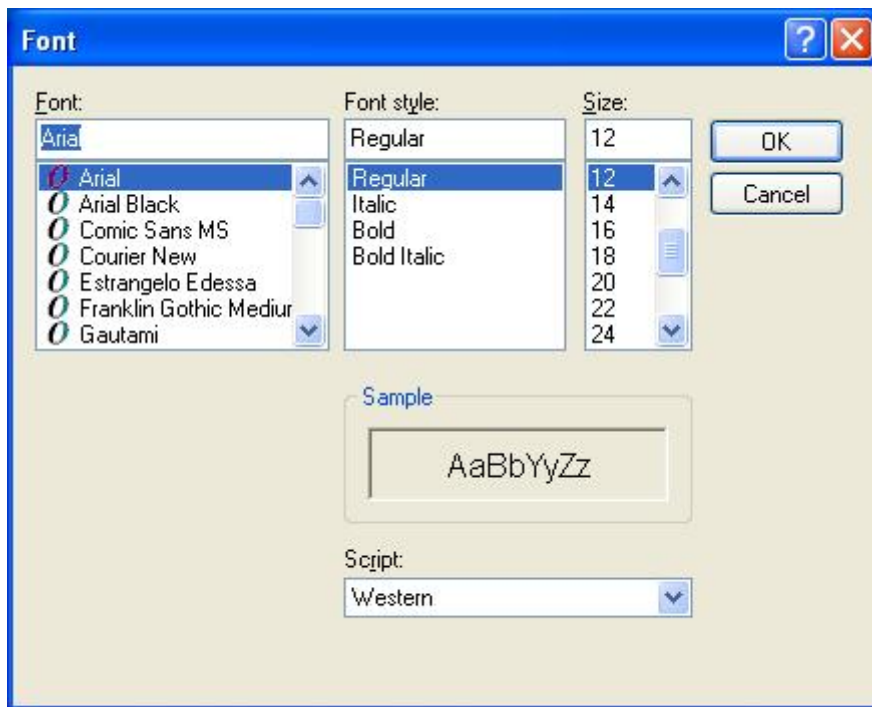 Font
Font:
Arial
Arial
Arial Black
Comic Sans MS
Courier New
Estrangelo Edessa
Franklin Gothic Mediur
Gautami
Font style:
Regular
Regular
Italic
Bold
Bold Italic
Size:
12
12
14
16
18
20
22
24
OK
Cancel
Sample
AaBbYyZz
Script:
Western